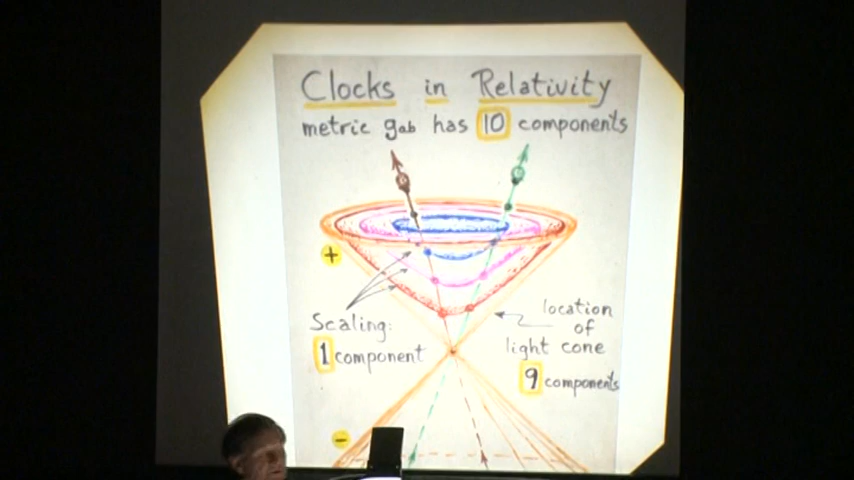 Clocks in Relativity
metric gab has 10 components
+
Scaling:
1 component
location
of
light cone
9 components
-